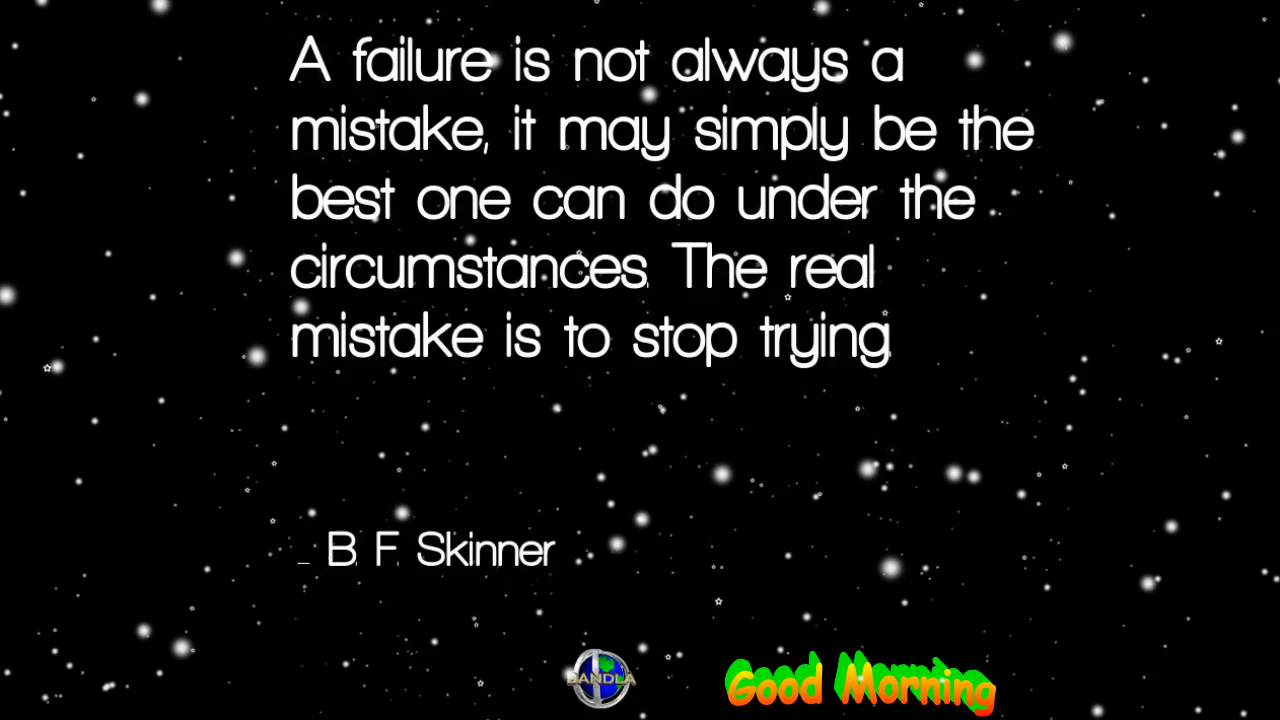 A failure is not always a
mistake, it may simply be the
best one can do under the
circumstances. The real
mistake is to stop trying.
_ B. F. Skinner
BANDLA
Good Morning